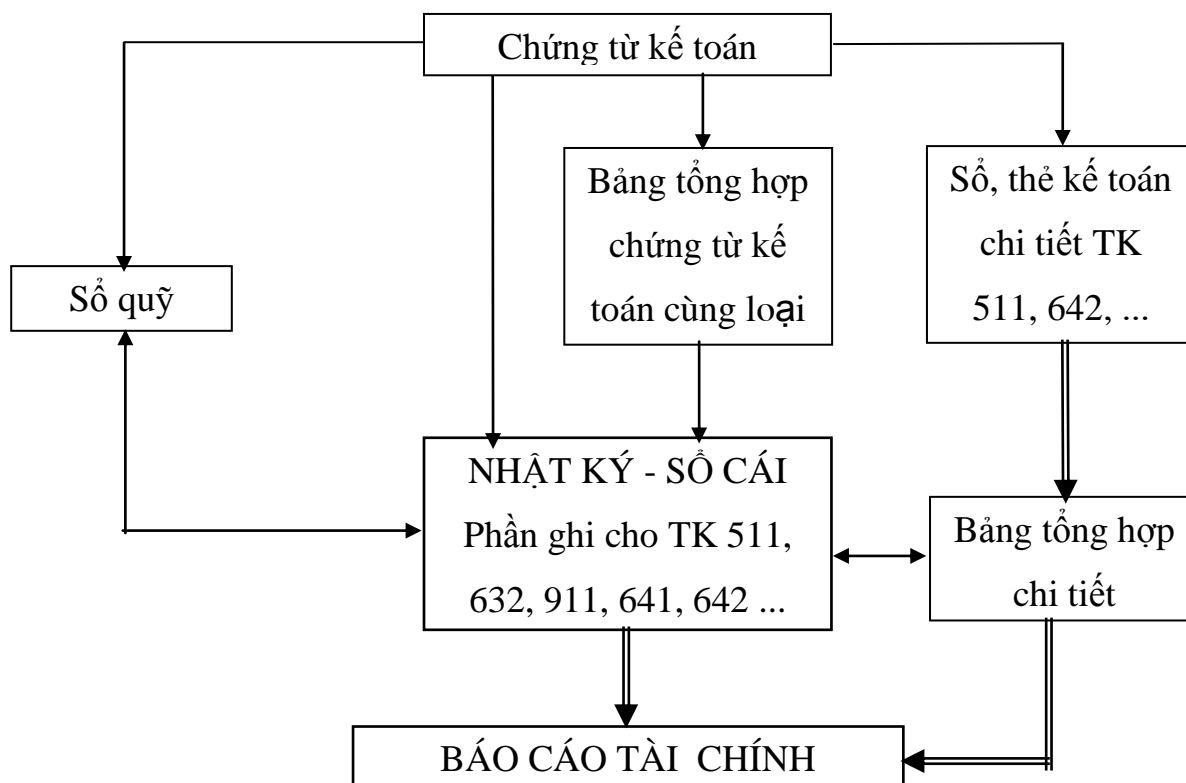 Chứng từ kế toán
Bảng tổng hợp
chứng từ kế
toán cùng loại
Sổ, thẻ kế toán
chi tiết TK
511, 642, ...
Sổ quỹ
NHẬT KÝ - SỔ CÁI
Phần ghi cho TK 511,
632, 911, 641, 642 ...
Bảng tổng hợp
chi tiết
BÁO CÁO TÀI CHÍNH